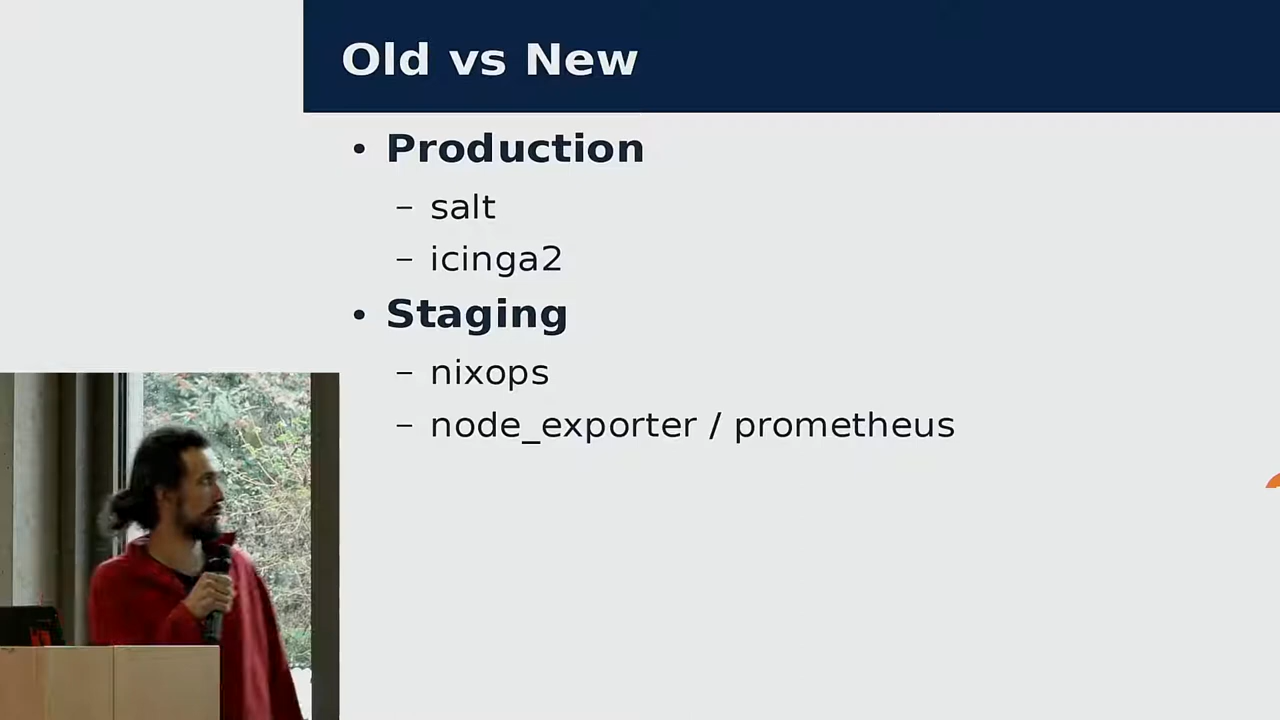 Old vs New
• Production
– salt
– icinga2
• Staging
– nixops
– node_exporter / prometheus